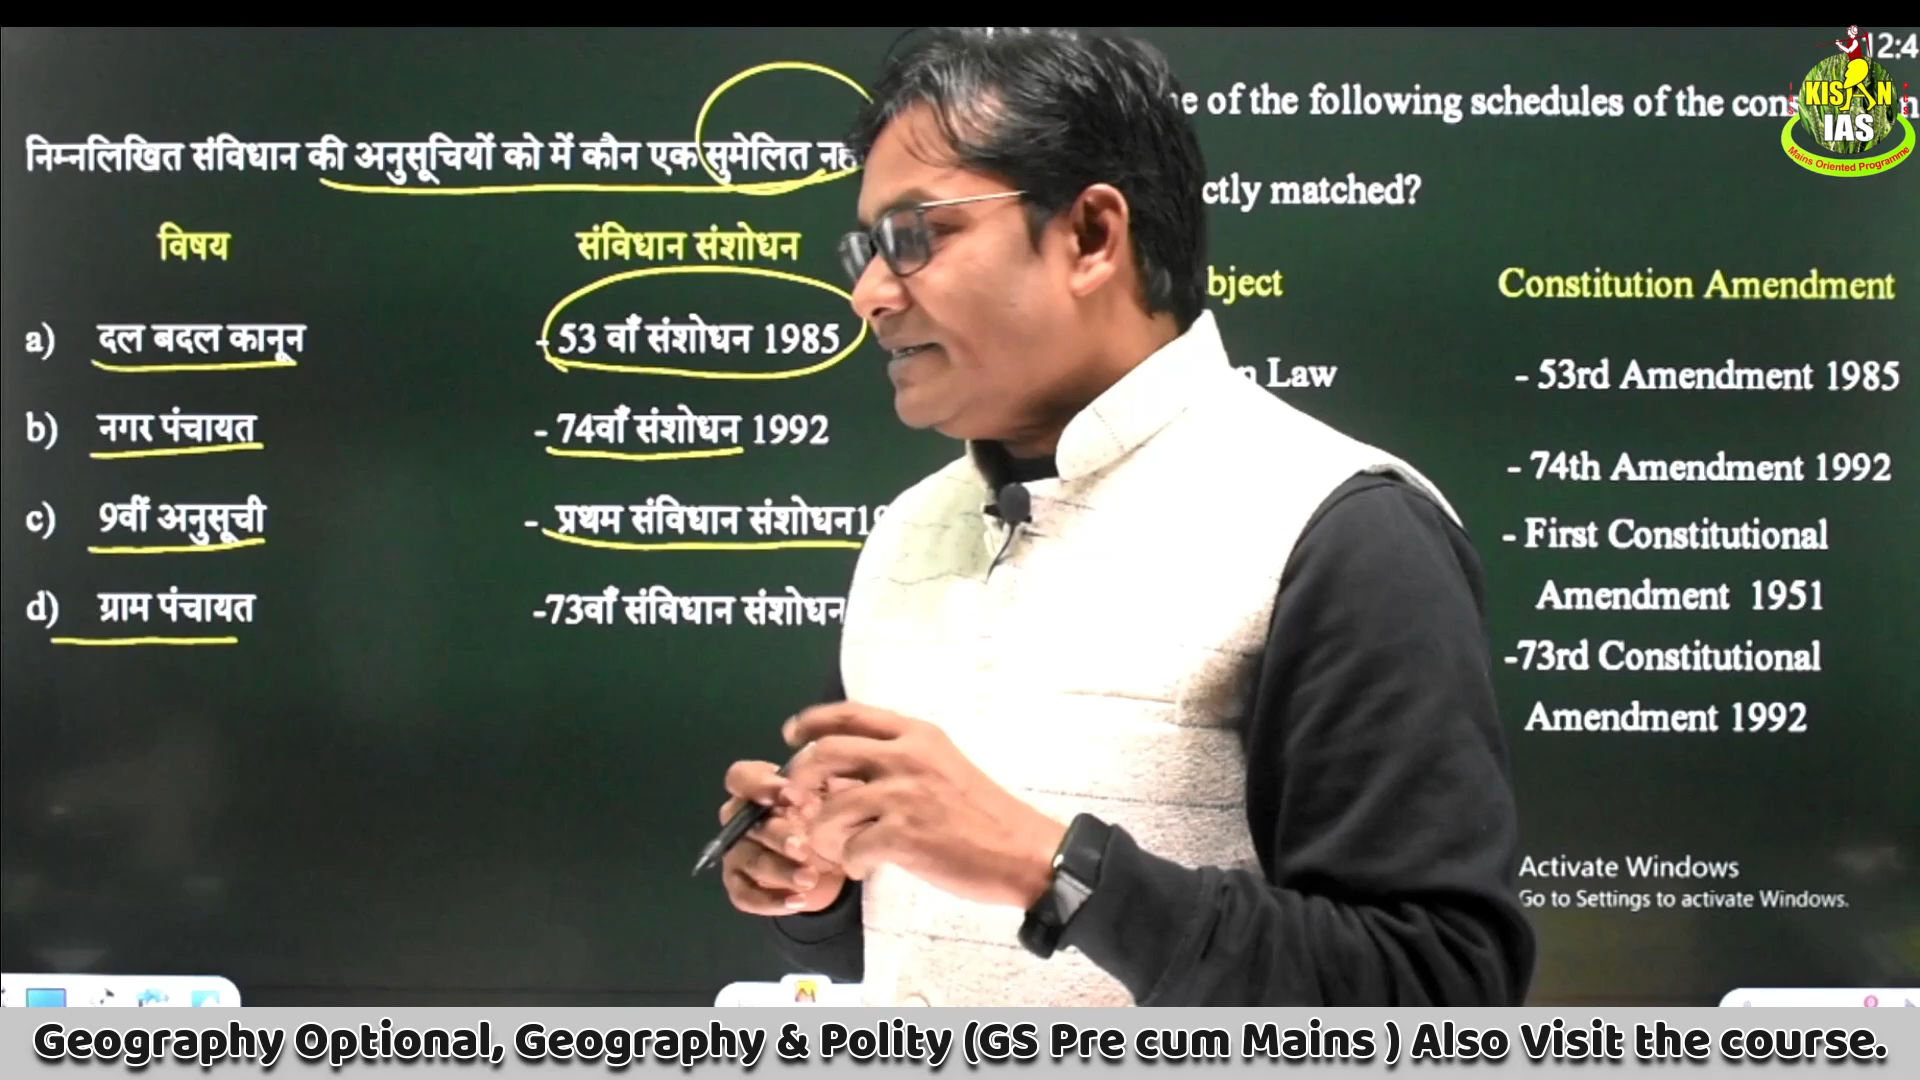 12:4
KISAN
IAS
Mains Oriented Programme
निम्नलिखित संविधान की अनुसूचियों को में कौन एक सुमेलित
विषय
संविधान संशोधन
a) दल बदल कानून - 53 वाँ संशोधन 1985
b) नगर पंचायत - 74वाँ संशोधन 1992
c) 9वीं अनुसूची - प्रथम संविधान संशोधन
d) ग्राम पंचायत -73वाँ संविधान संशोधन
of the following schedules of the
matched?
Constitution Amendment
Law - 53rd Amendment 1985
- 74th Amendment 1992
- First Constitutional
Amendment 1951
-73rd Constitutional
Amendment 1992
Activate Windows
Go to Settings to activate Windows.
Geography Optional, Geography & Polity (GS Pre cum Mains ) Also Visit the course.